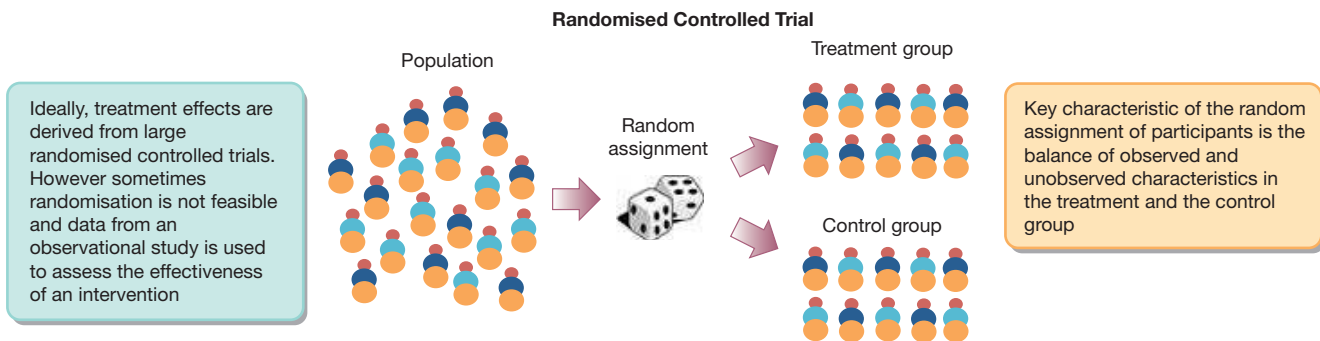 Randomised Controlled Trial
Ideally, treatment effects are
derived from large
randomised controlled trials.
However sometimes
randomisation is not feasible
and data from an
observational study is used
to assess the effectiveness
of an intervention
Population
Random
assignment
Treatment group
Control group
Key characteristic of the random
assignment of participants is the
balance of observed and
unobserved characteristics in
the treatment and the control
group